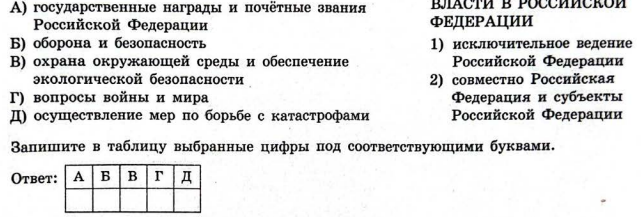 А) государственные награды и почётные звания
Российской Федерации
Б) оборона и безопасность
В) охрана окружающей среды и обеспечение
экологической безопасности
Г) вопросы войны и мира
Д) осуществление мер по борьбе с катастрофами
ВЛАСТИ В РОССИЙСКОЙ
ФЕДЕРАЦИИ
1) исключительное ведение
Российской Федерации
2) совместно Российская
Федерация и субъекты
Российской Федерации
Запишите в таблицу выбранные цифры под соответствующими буквами.
Ответ: А Б В Г Д